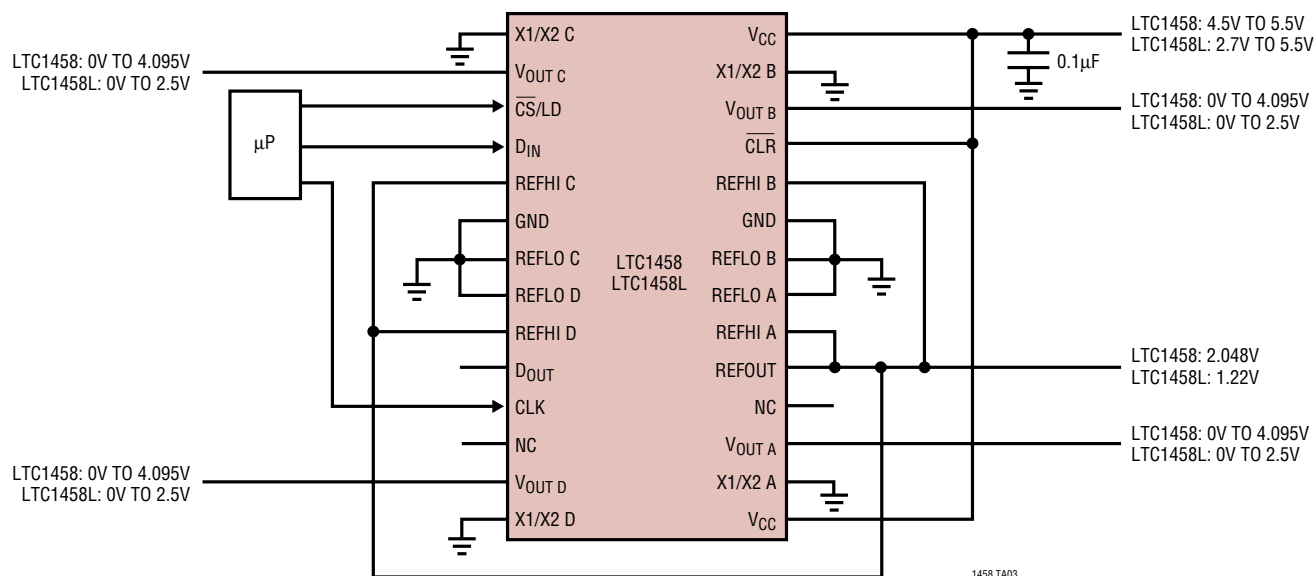 LTC1458: 0V TO 4.095V
LTC1458L: 0V TO 2.5V
µP
LTC1458: 0V TO 4.095V
LTC1458L: 0V TO 2.5V
X1/X2 C
VOUT C
C̅S̅/LD
DIN
REFHI C
GND
REFLO C
REFLO D
REFHI D
DOUT
CLK
NC
VOUT D
X1/X2 D
LTC1458
LTC1458L
VCC
X1/X2 B
VOUT B
C̅L̅R̅
REFHI B
GND
REFLO B
REFLO A
REFHI A
REFOUT
NC
VOUT A
X1/X2 A
VCC
LTC1458: 4.5V TO 5.5V
LTC1458L: 2.7V TO 5.5V
0.1µF
LTC1458: 0V TO 4.095V
LTC1458L: 0V TO 2.5V
LTC1458: 2.048V
LTC1458L: 1.22V
LTC1458: 0V TO 4.095V
LTC1458L: 0V TO 2.5V
1458 TA03